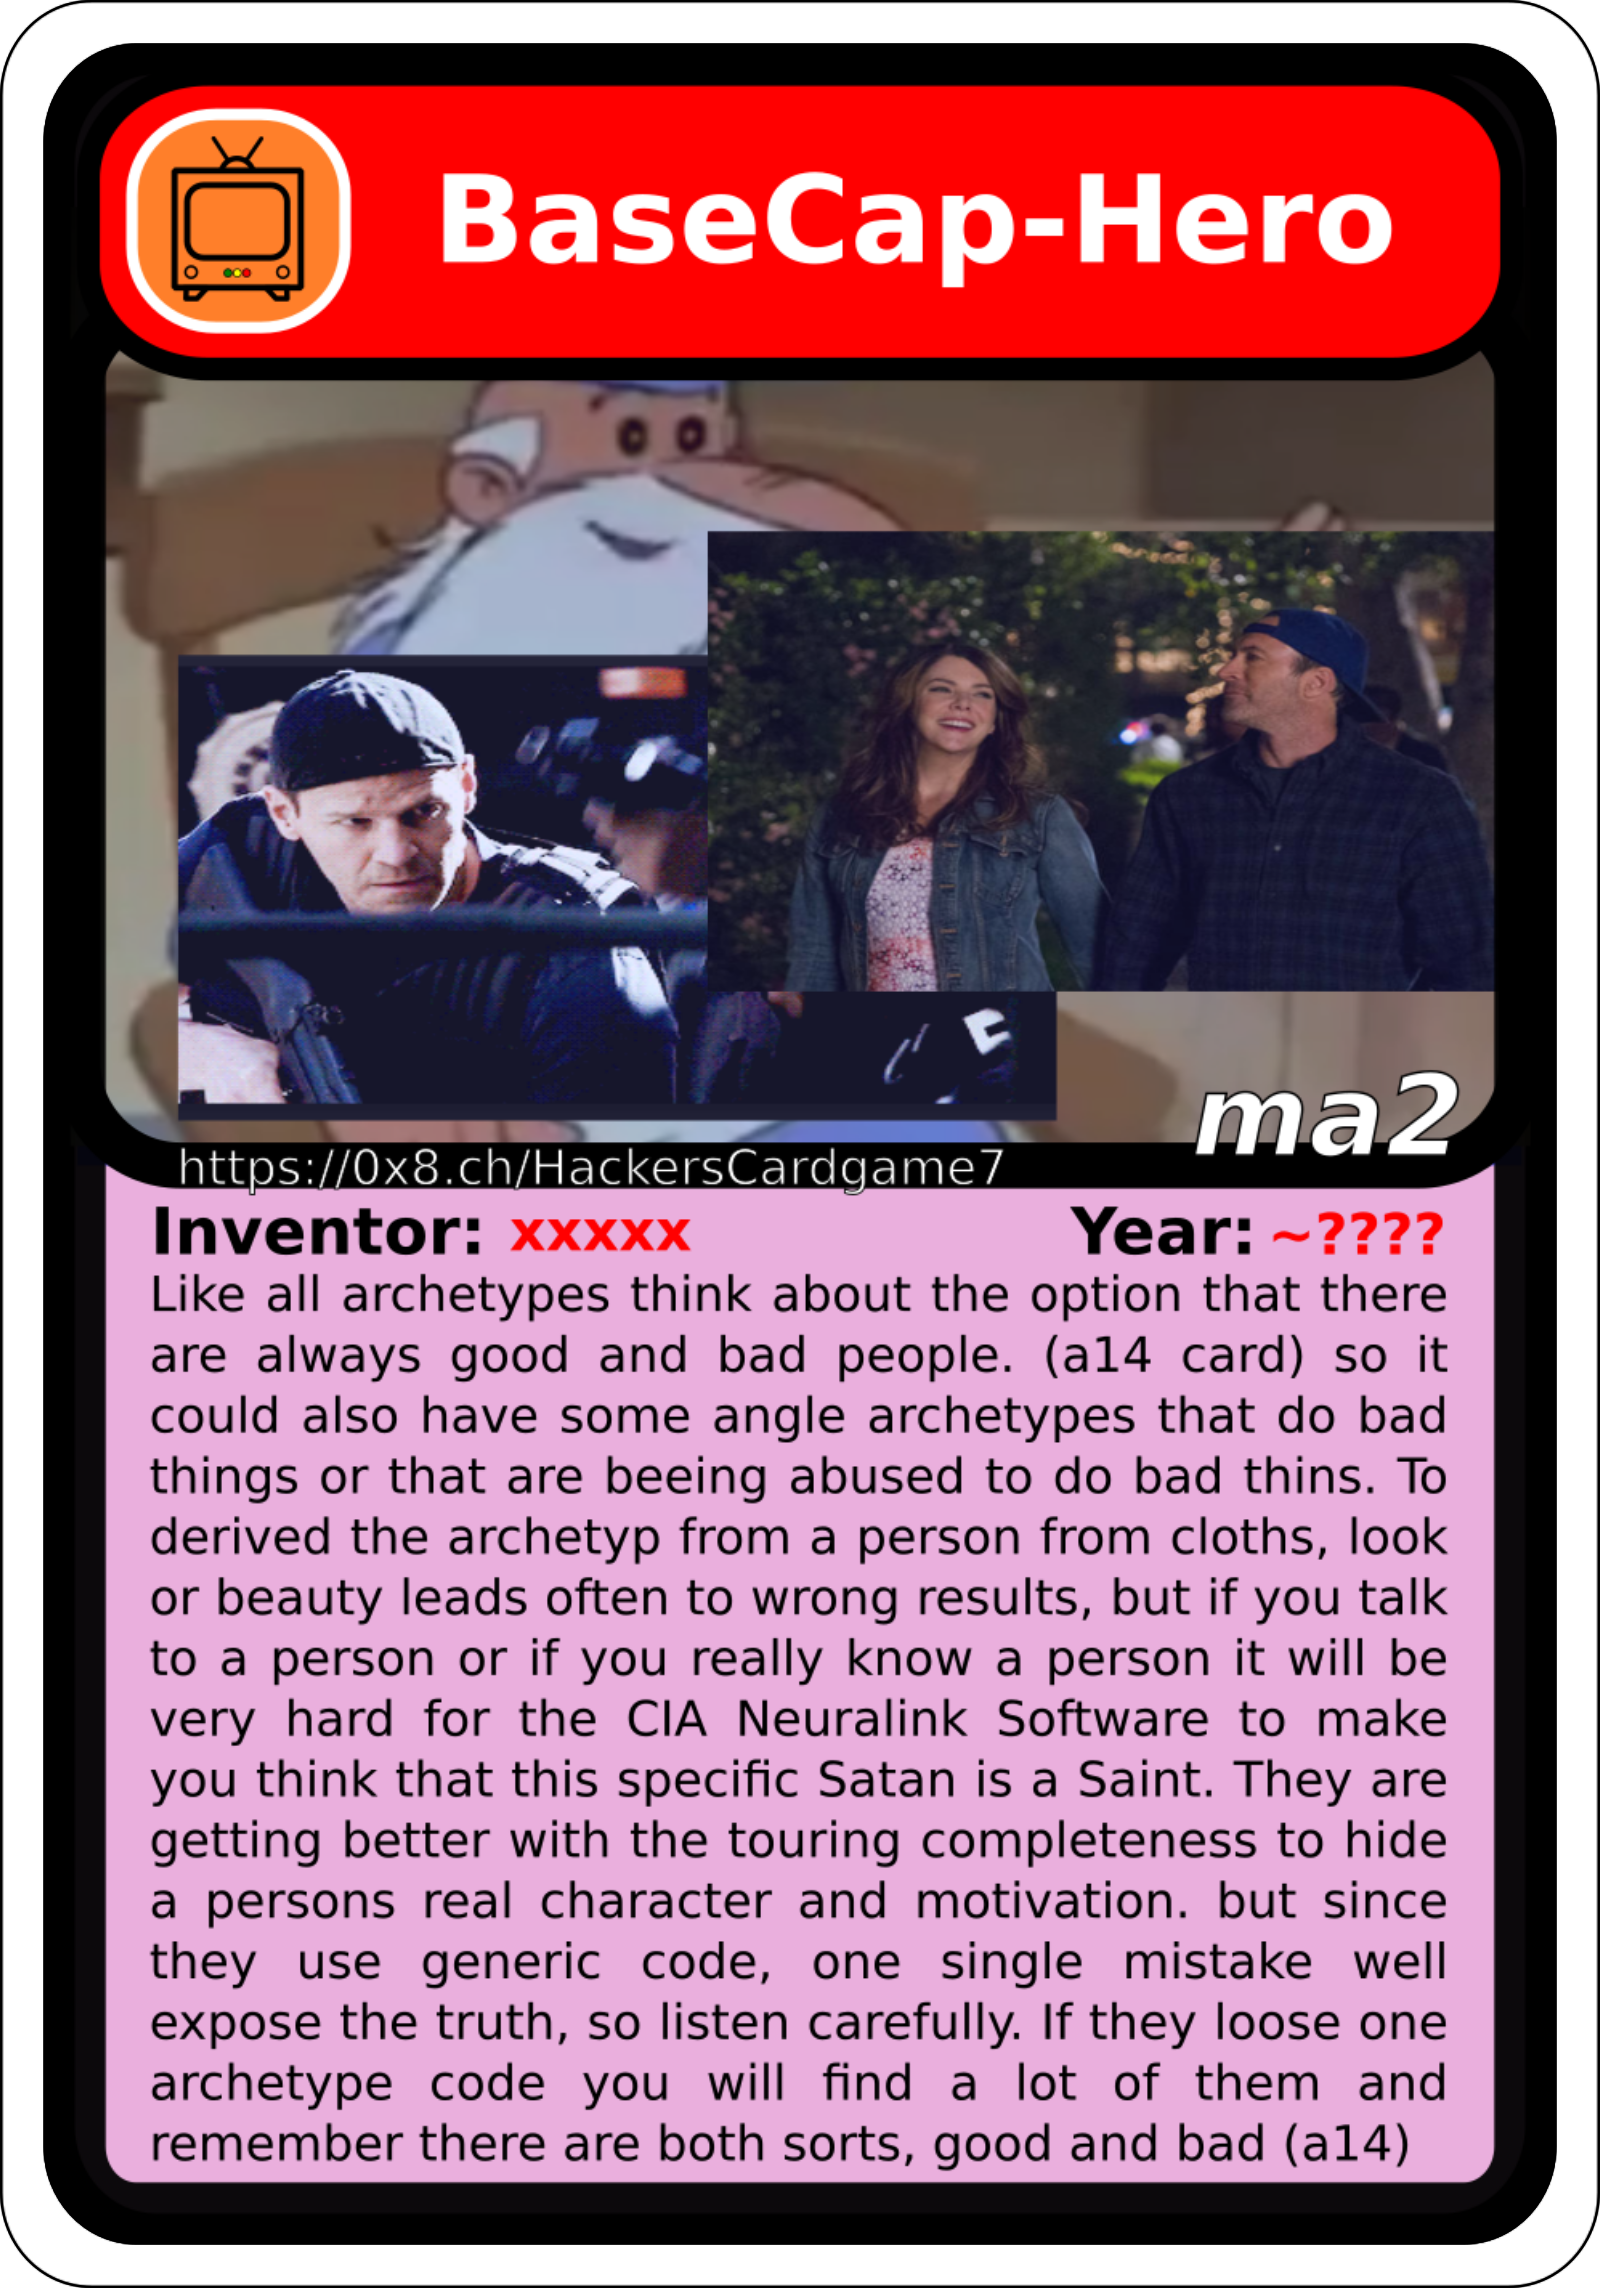 BaseCap-Hero
ma2
https://0x8.ch/HackersCardgame7
Inventor: xxxxx Year: ~????
Like all archetypes think about the option that there
are always good and bad people. (a14 card) so it
could also have some angle archetypes that do bad
things or that are beeing abused to do bad thins. To
derived the archetyp from a person from cloths, look
or beauty leads often to wrong results, but if you talk
to a person or if you really know a person it will be
very hard for the CIA Neuralink Software to make
you think that this specific Satan is a Saint. They are
getting better with the touring completeness to hide
a persons real character and motivation. but since
they use generic code, one single mistake well
expose the truth, so listen carefully. If they loose one
archetype code you will find a lot of them and
remember there are both sorts, good and bad (a14)